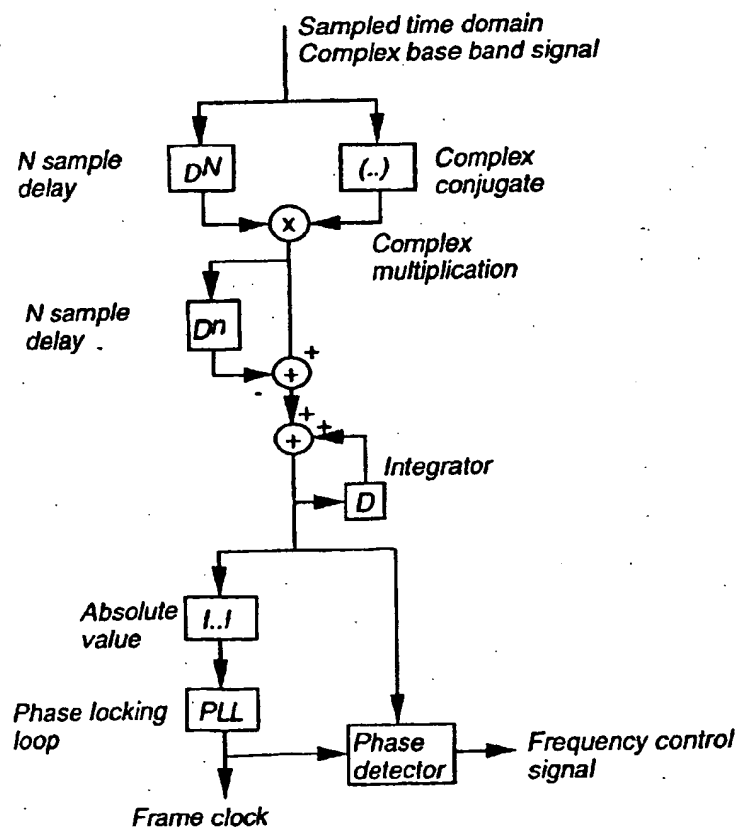 Sampled time domain
Complex base band signal
N sample
delay
DN
(..)
Complex
conjugate
x
Complex
multiplication
N sample
delay
Dn
+
+
-
+
+
+
Integrator
D
Absolute
value
I..I
Phase locking
loop
PLL
Phase
detector
Frequency control
signal
Frame clock